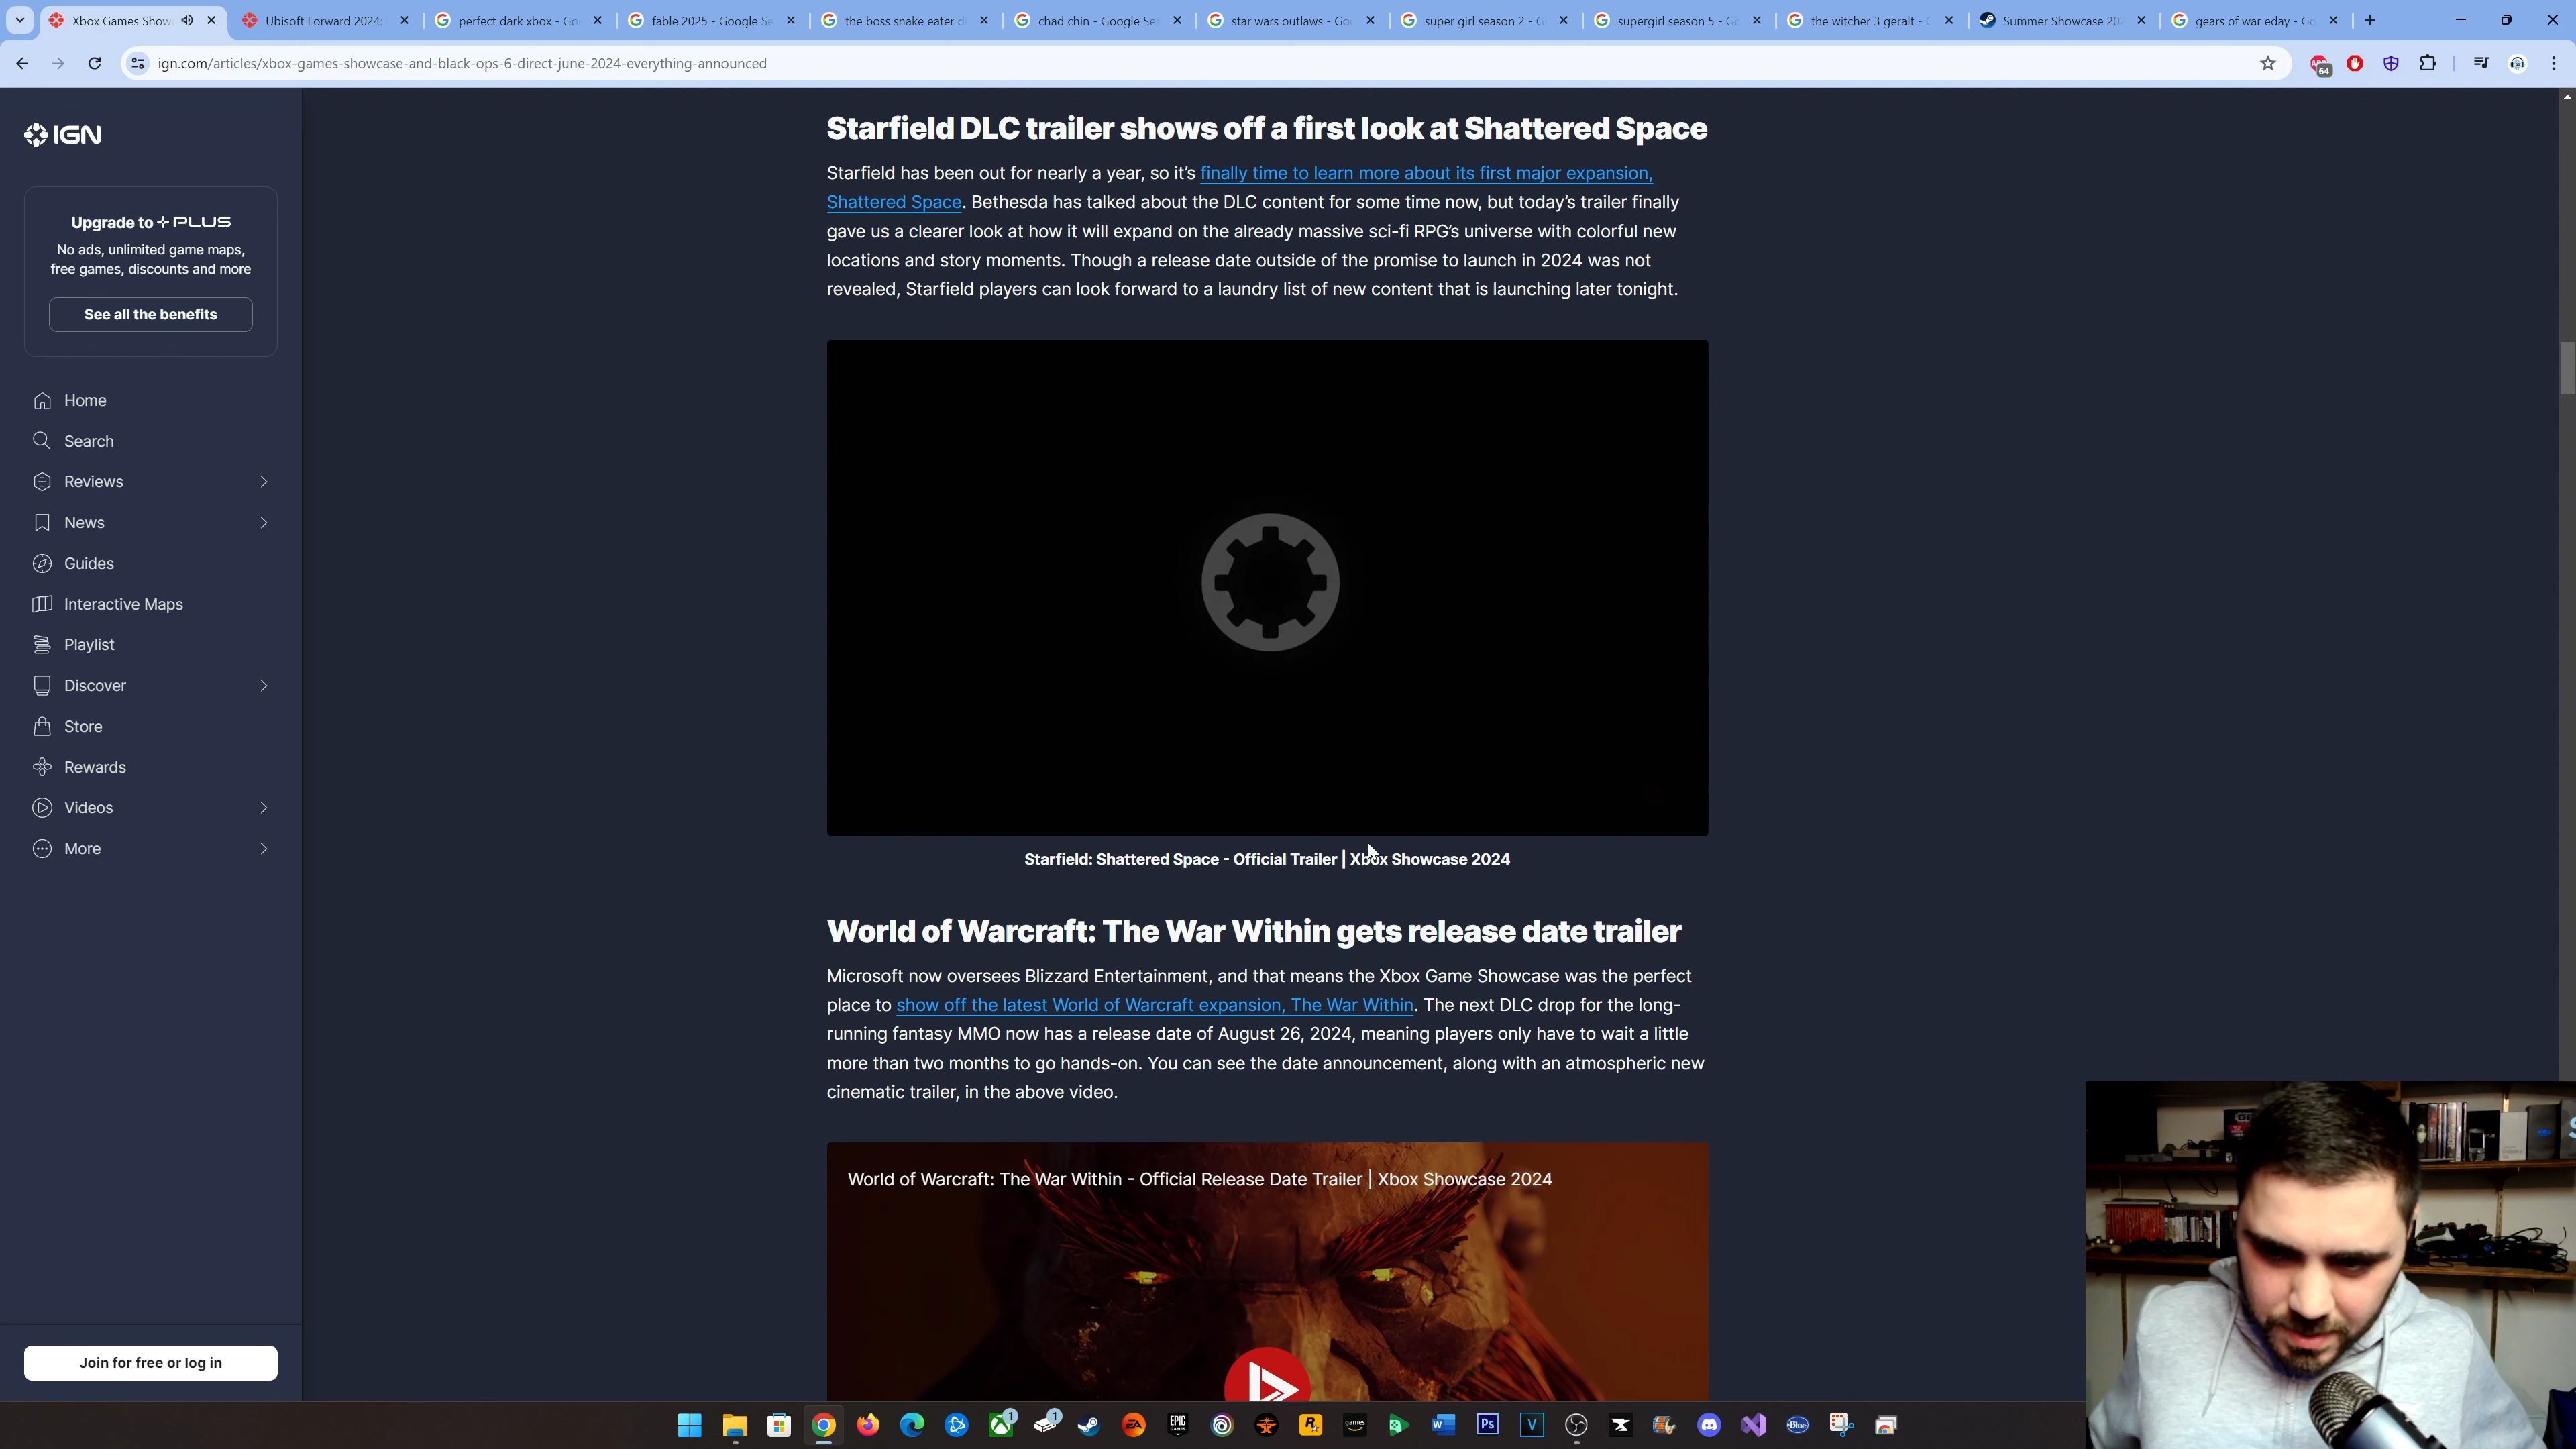 Xbox Games Show
Ubisoft Forward 2024:
perfect dark xbox - Go
fable 2025 - Google Se
the boss snake eater d
chad chin - Google Sea
star wars outlaws - Goo
super girl season 2 - G
supergirl season 5 - Go
the witcher 3 geralt - G
Summer Showcase 202
gears of war eday - Go
ign.com/articles/xbox-games-showcase-and-black-ops-6-direct-june-2024-everything-announced
ABP
64
IGN
Upgrade to PLUS
No ads, unlimited game maps,
free games, discounts and more
See all the benefits
Home
Search
Reviews
News
Guides
Interactive Maps
Playlist
Discover
Store
Rewards
Videos
More
Join for free or log in
Starfield DLC trailer shows off a first look at Shattered Space
Starfield has been out for nearly a year, so it's finally time to learn more about its first major expansion,
Shattered Space. Bethesda has talked about the DLC content for some time now, but today's trailer finally
gave us a clearer look at how it will expand on the already massive sci-fi RPG's universe with colorful new
locations and story moments. Though a release date outside of the promise to launch in 2024 was not
revealed, Starfield players can look forward to a laundry list of new content that is launching later tonight.
Starfield: Shattered Space - Official Trailer | Xbox Showcase 2024
World of Warcraft: The War Within gets release date trailer
Microsoft now oversees Blizzard Entertainment, and that means the Xbox Game Showcase was the perfect
place to show off the latest World of Warcraft expansion, The War Within. The next DLC drop for the long-
running fantasy MMO now has a release date of August 26, 2024, meaning players only have to wait a little
more than two months to go hands-on. You can see the date announcement, along with an atmospheric new
cinematic trailer, in the above video.
World of Warcraft: The War Within - Official Release Date Trailer | Xbox Showcase 2024
1
1
EA
EPIC
GAMES
R
games
W
Ps
V
Blue